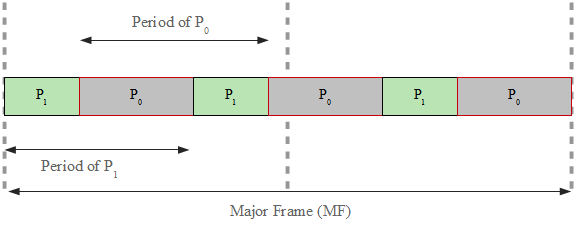 Period of P0
P1 P0 P1 P0 P1 P0
Period of P1
Major Frame (MF)